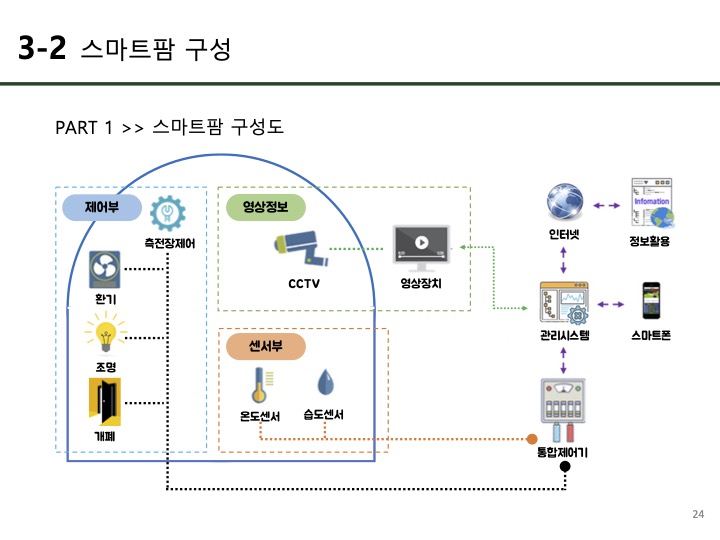 3-2 스마트팜 구성
PART 1 >> 스마트팜 구성도
제어부
측전장제어
환기
조명
개폐
영상정보
CCTV
영상장치
센서부
온도센서
습도센서
인터넷
Infomation
정보활용
관리시스템
스마트폰
통합제어기
24